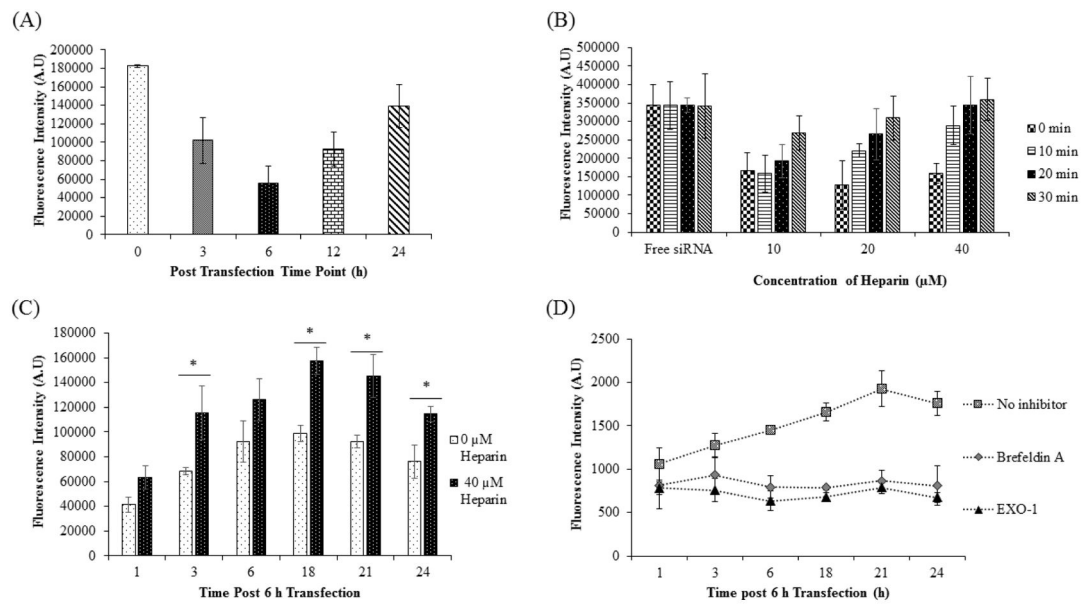 (A)
Fluorescence Intensity (A.U)
200000
180000
160000
140000
120000
100000
80000
60000
40000
20000
0
0 3 6 12 24
Post Transfection Time Point (h)
(B)
Fluorescence Intensity (A.U)
500000
450000
400000
350000
300000
250000
200000
150000
100000
50000
0
Free siRNA 10 20 40
Concentration of Heparin (µM)
0 min
10 min
20 min
30 min
(C)
Fluorescence Intensity (A.U)
180000
160000
140000
120000
100000
80000
60000
40000
20000
0
* * * *
1 3 6 18 21 24
Time Post 6 h Transfection
0 µM
Heparin
40 µM
Heparin
(D)
Fluorescence Intensity (A.U)
2500
2000
1500
1000
500
0
1 3 6 18 21 24
Time post 6 h Transfection (h)
No inhibitor
Brefeldin A
EXO-1